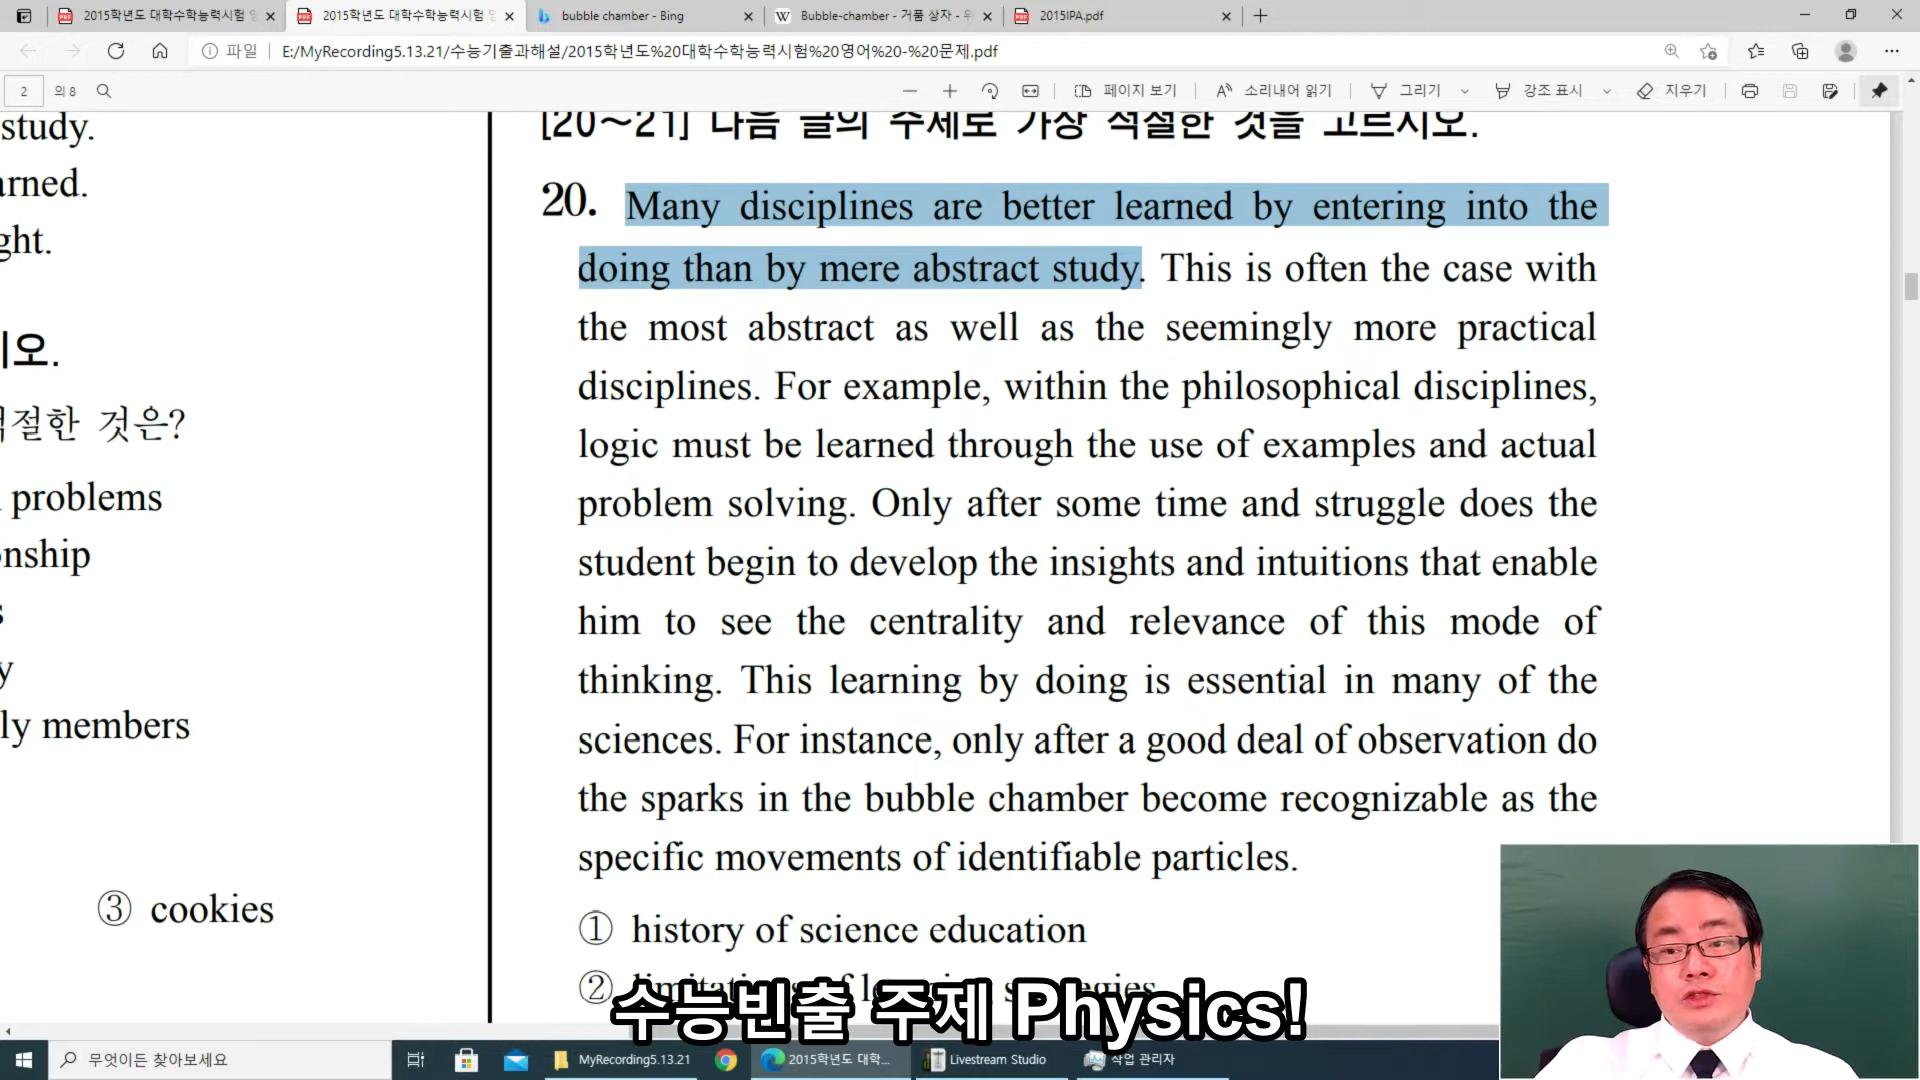 2015학년도 대학수학능력시험 영
2015학년도 대학수학능력시험 영
bubble chamber - Bing
Bubble-chamber - 거품 상자 - 위
2015IPA.pdf
파일
E:/MyRecording5.13.21/수능기출과해설/2015학년도%20대학수학능력시험%20영어%20-%20문제.pdf
2 의 8
페이지 보기
소리내어 읽기
그리기
강조 표시
지우기
study.
arned.
ght.
시오.
적절한 것은?
problems
onship
s
y
ly members
③ cookies
[20~21] 다음 글의 주제로 가장 적절한 것을 고르시오.
20. Many disciplines are better learned by entering into the
doing than by mere abstract study. This is often the case with
the most abstract as well as the seemingly more practical
disciplines. For example, within the philosophical disciplines,
logic must be learned through the use of examples and actual
problem solving. Only after some time and struggle does the
student begin to develop the insights and intuitions that enable
him to see the centrality and relevance of this mode of
thinking. This learning by doing is essential in many of the
sciences. For instance, only after a good deal of observation do
the sparks in the bubble chamber become recognizable as the
specific movements of identifiable particles.
① history of science education
② limitations of learning strategies
수능빈출 주제 Physics!
무엇이든 찾아보세요
MyRecording5.13.21
2015학년도 대학...
Livestream Studio
작업 관리자